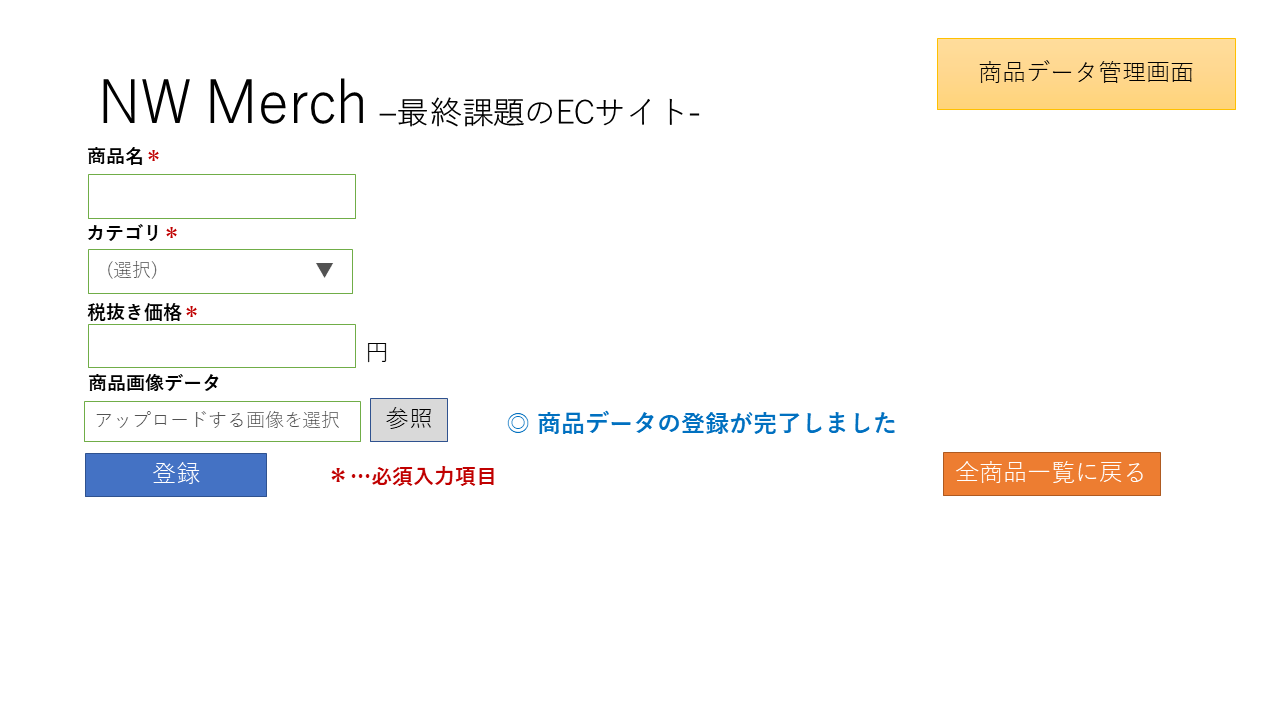 商品データ管理画面
NW Merch –最終課題のECサイト-
商品名＊
カテゴリ＊
（選択） ▼
税抜き価格＊
円
商品画像データ
アップロードする画像を選択 参照 ◎ 商品データの登録が完了しました
登録 ＊…必須入力項目 全商品一覧に戻る